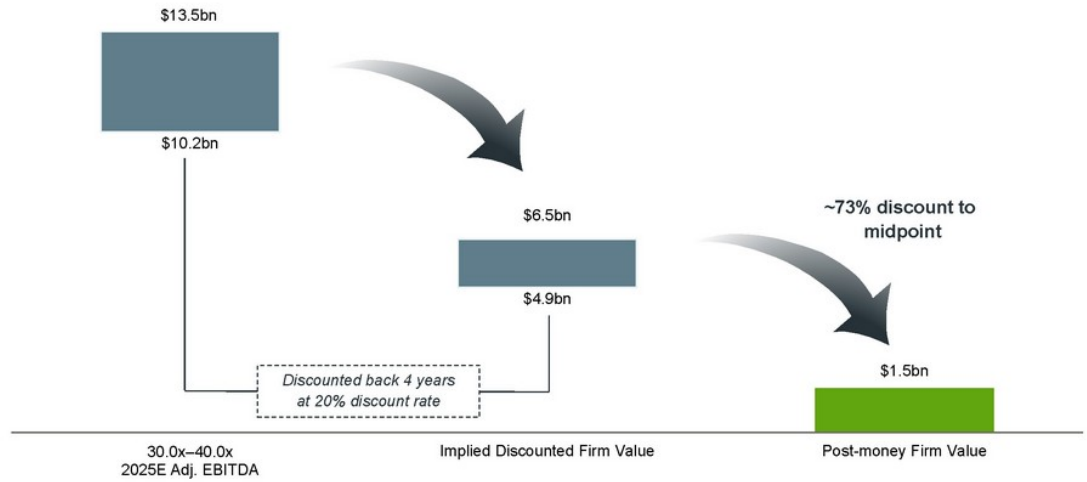 $13.5bn
$10.2bn
$6.5bn
$4.9bn
~73% discount to
midpoint
$1.5bn
Discounted back 4 years
at 20% discount rate
30.0x–40.0x
2025E Adj. EBITDA
Implied Discounted Firm Value
Post-money Firm Value